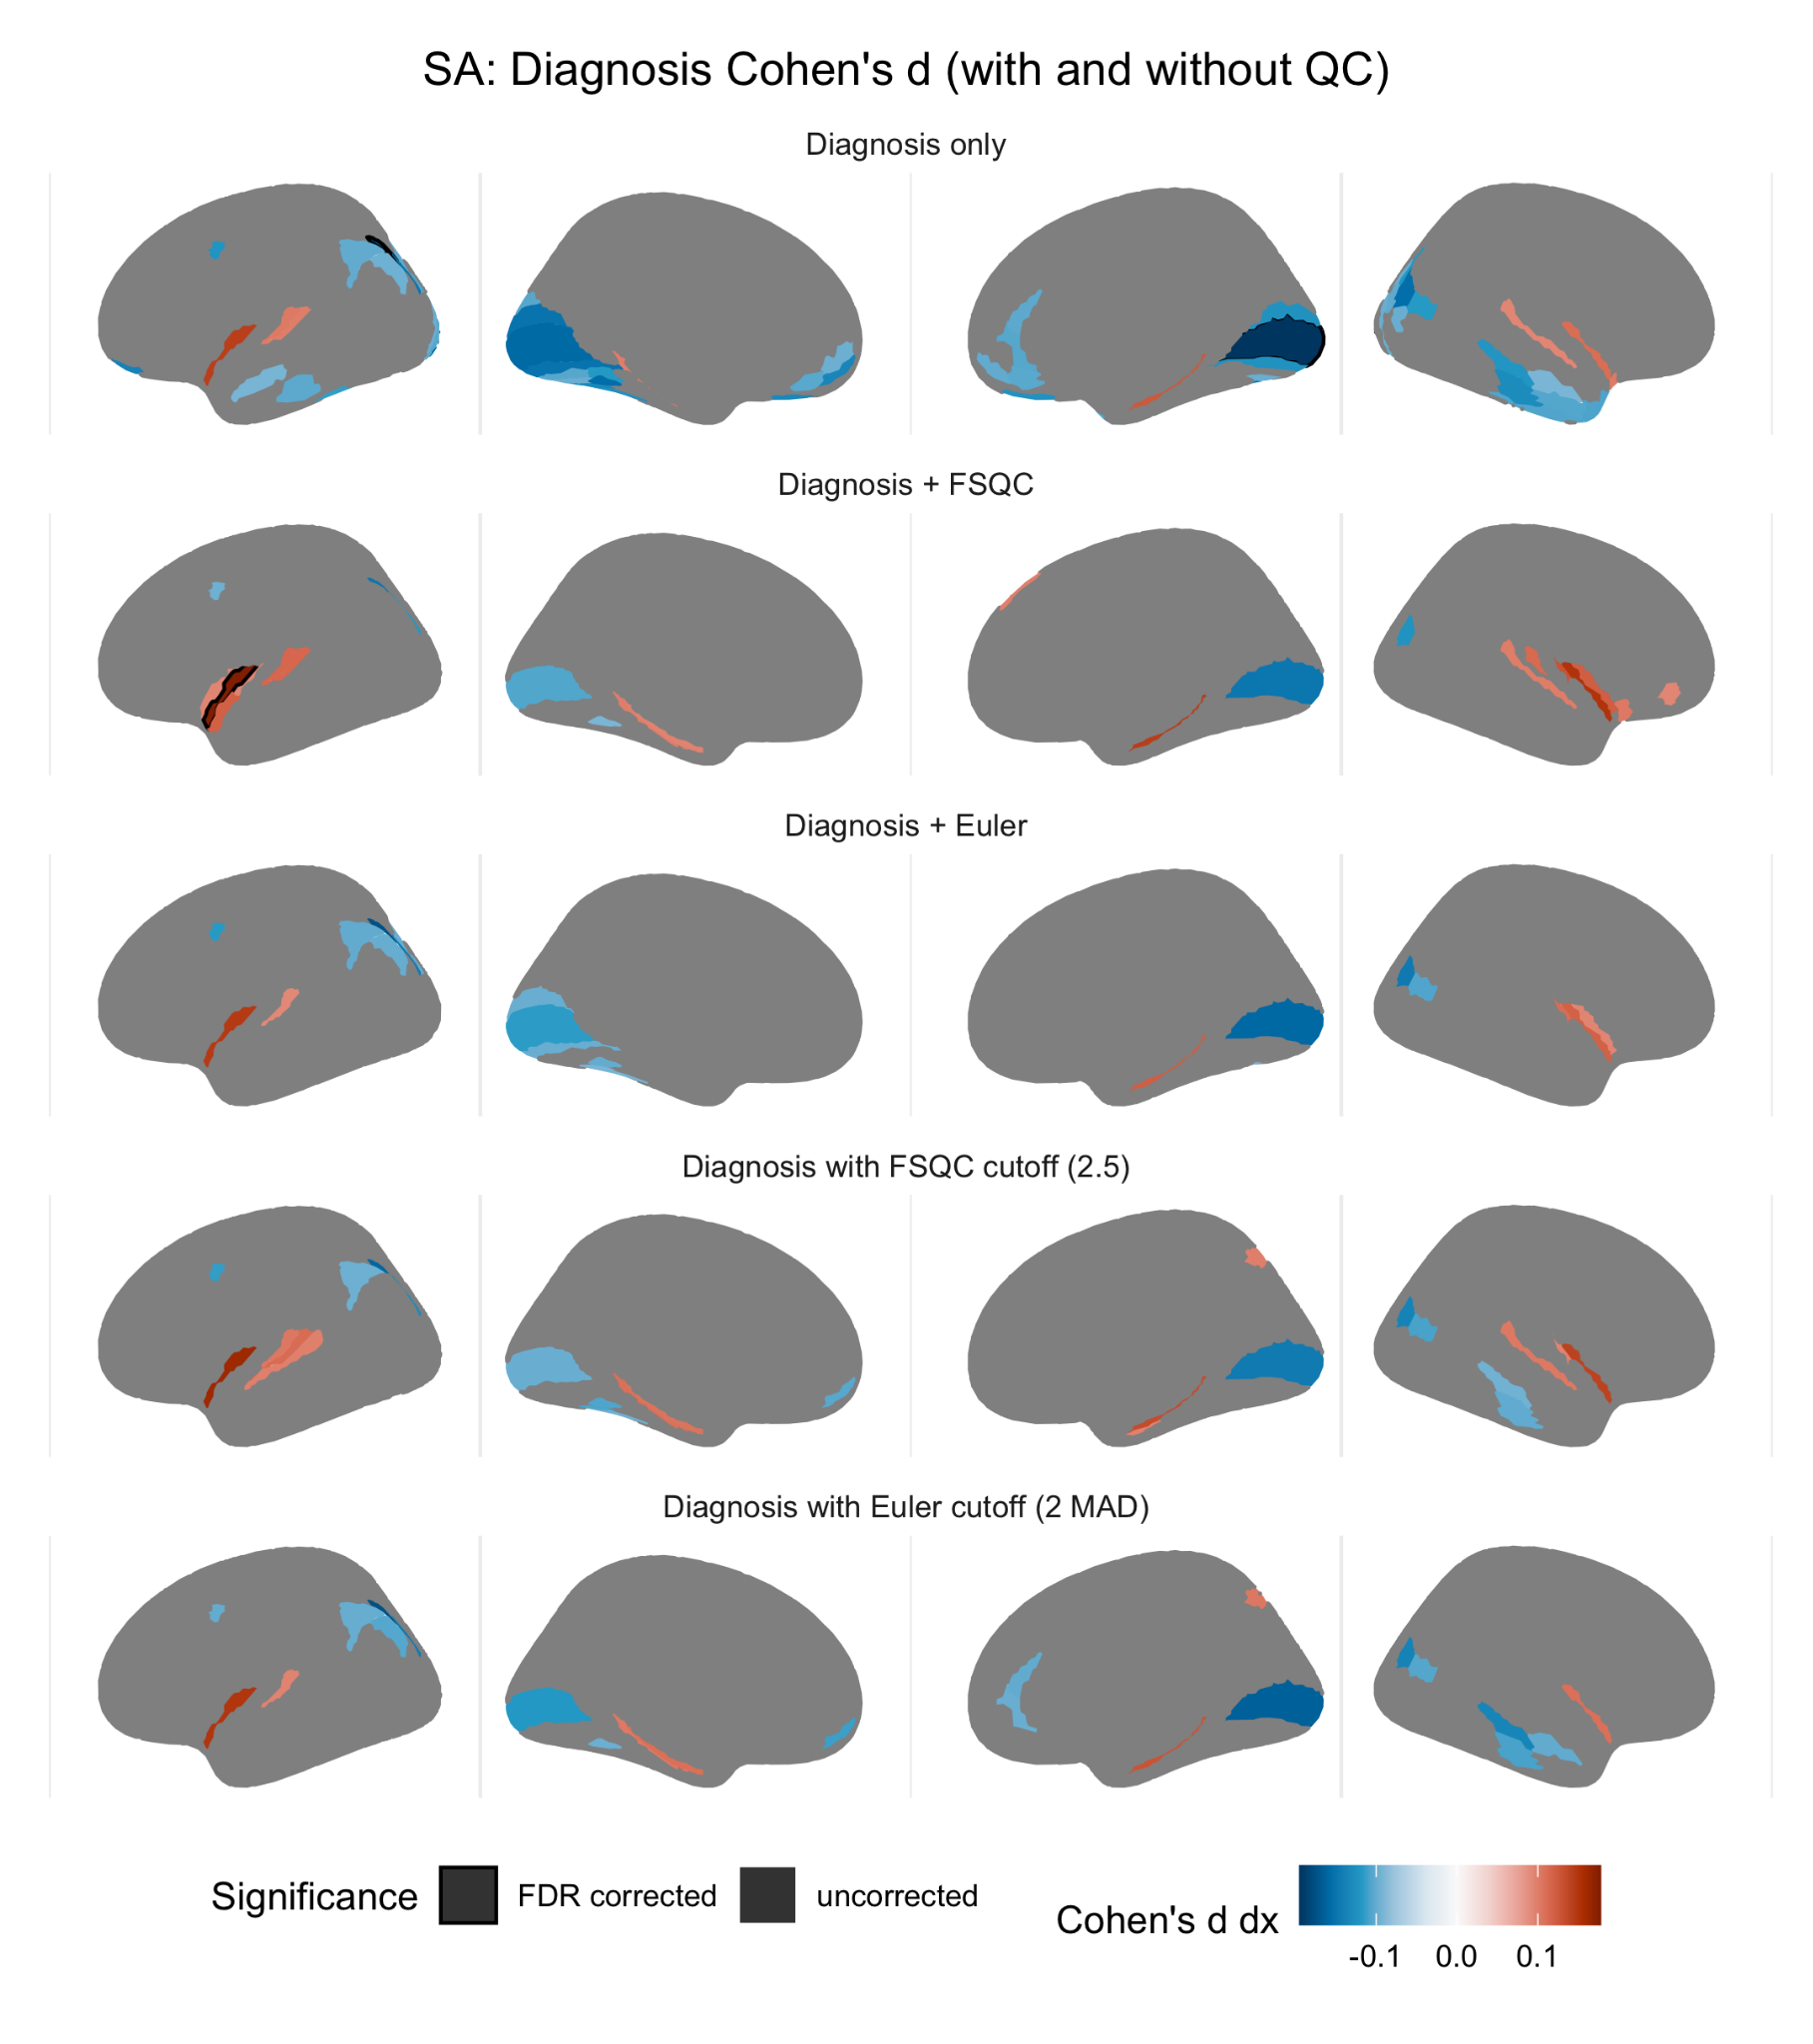 SA: Diagnosis Cohen's d (with and without QC)
Diagnosis only
Diagnosis + FSQC
Diagnosis + Euler
Diagnosis with FSQC cutoff (2.5)
Diagnosis with Euler cutoff (2 MAD)
Significance FDR corrected uncorrected
Cohen's d dx
-0.1 0.0 0.1